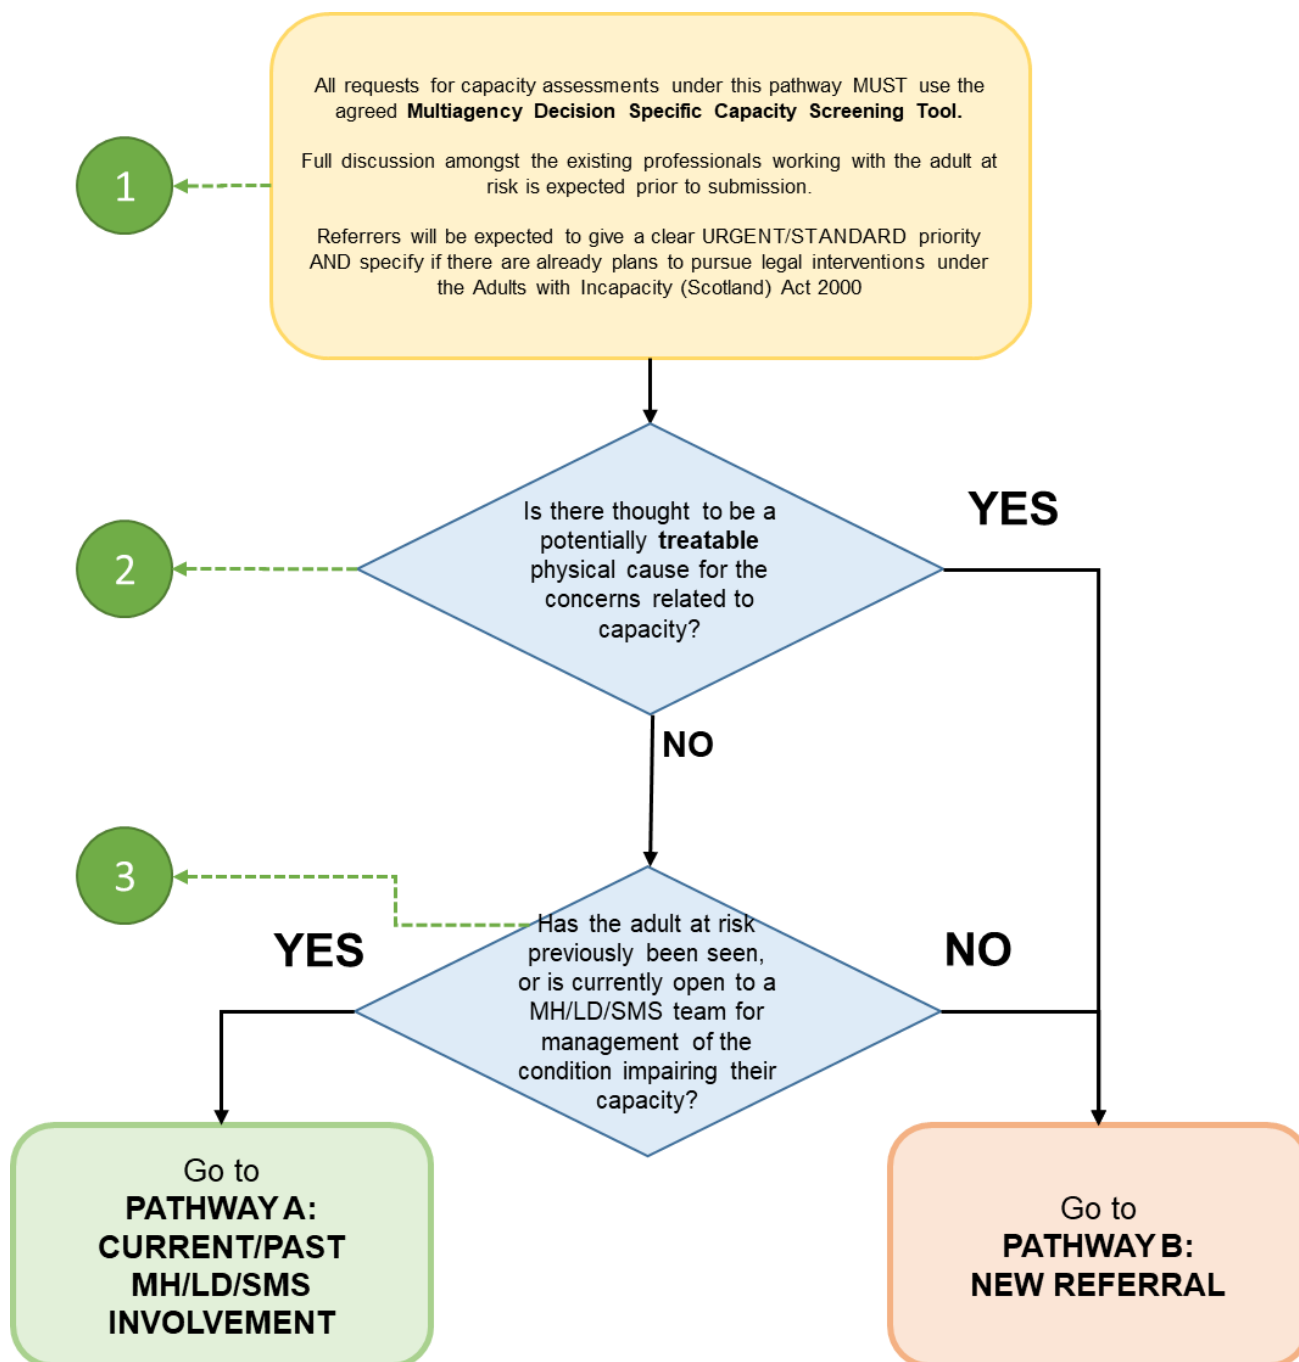 All requests for capacity assessments under this pathway MUST use the
agreed Multiagency Decision Specific Capacity Screening Tool.
Full discussion amongst the existing professionals working with the adult at
risk is expected prior to submission.
Referrers will be expected to give a clear URGENT/STANDARD priority
AND specify if there are already plans to pursue legal interventions under
the Adults with Incapacity (Scotland) Act 2000
1
Is there thought to be a
potentially treatable
physical cause for the
concerns related to
capacity?
YES
2
NO
3
Has the adult at risk
previously been seen,
or is currently open to a
MH/LD/SMS team for
management of the
condition impairing their
capacity?
YES
NO
Go to
PATHWAY A:
CURRENT/PAST
MH/LD/SMS
INVOLVEMENT
Go to
PATHWAY B:
NEW REFERRAL